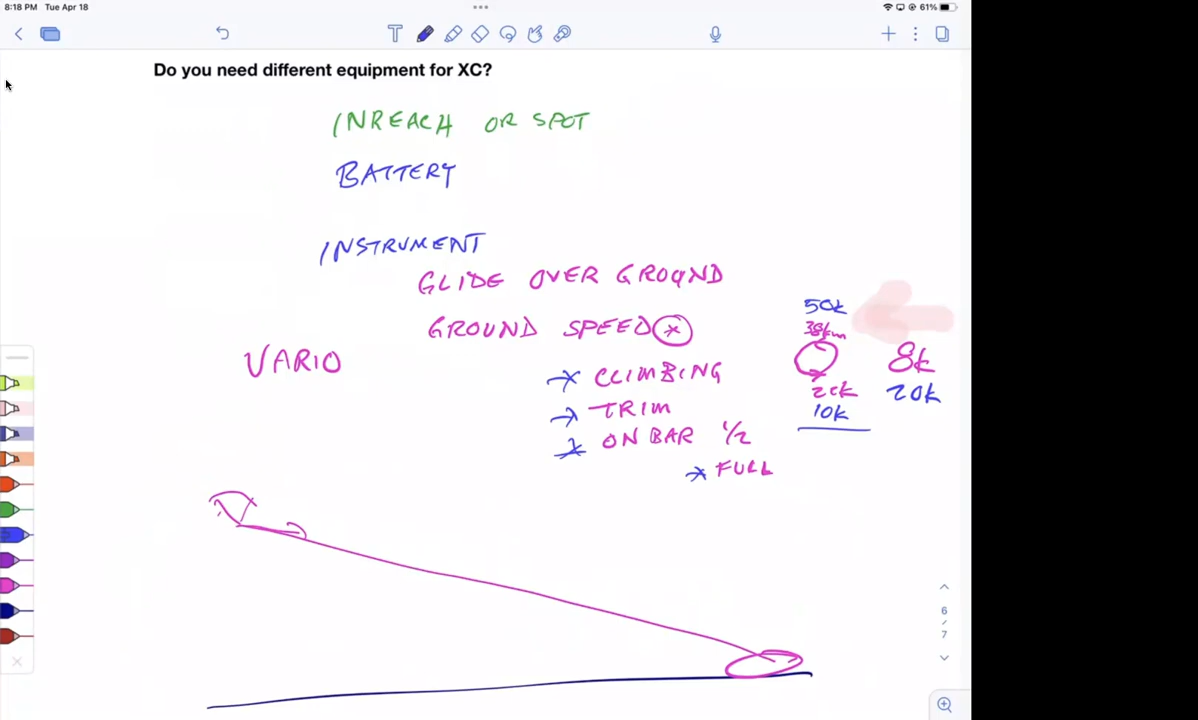 8:18 PM Tue Apr 18
61%
Do you need different equipment for XC?
INREACH OR SPOT
BATTERY
INSTRUMENT
GLIDE OVER GROUND
50k
GROUND SPEED
38km
VARIO
8k
CLIMBING
20k
TRIM
10k
ON BAR 1/2
FULL
6
/
7